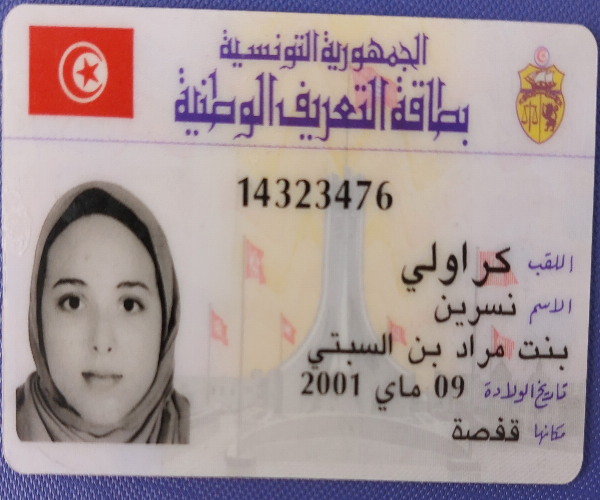 الجمهورية التونسية
بطاقة التعريف الوطنية
14323476
اللقب كراولي
الاسم نسرين
بنت مراد بن السبتي
تاريخ الولادة 09 ماي 2001
مكانها قفصة